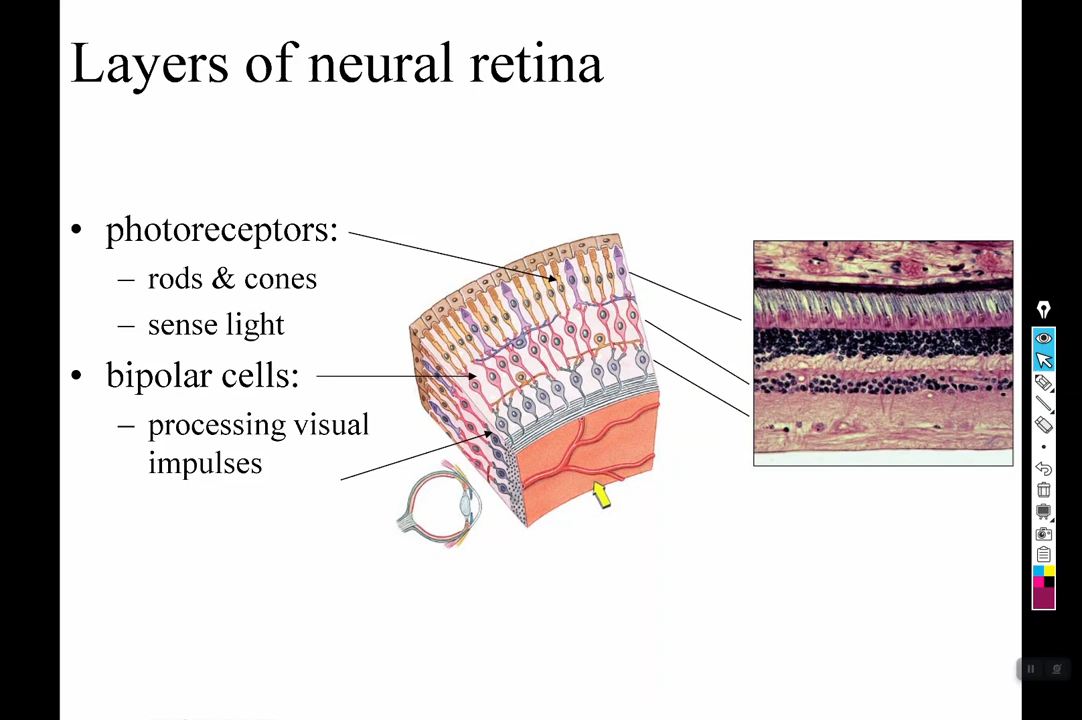 Layers of neural retina
• photoreceptors:
– rods & cones
– sense light
• bipolar cells:
– processing visual
impulses